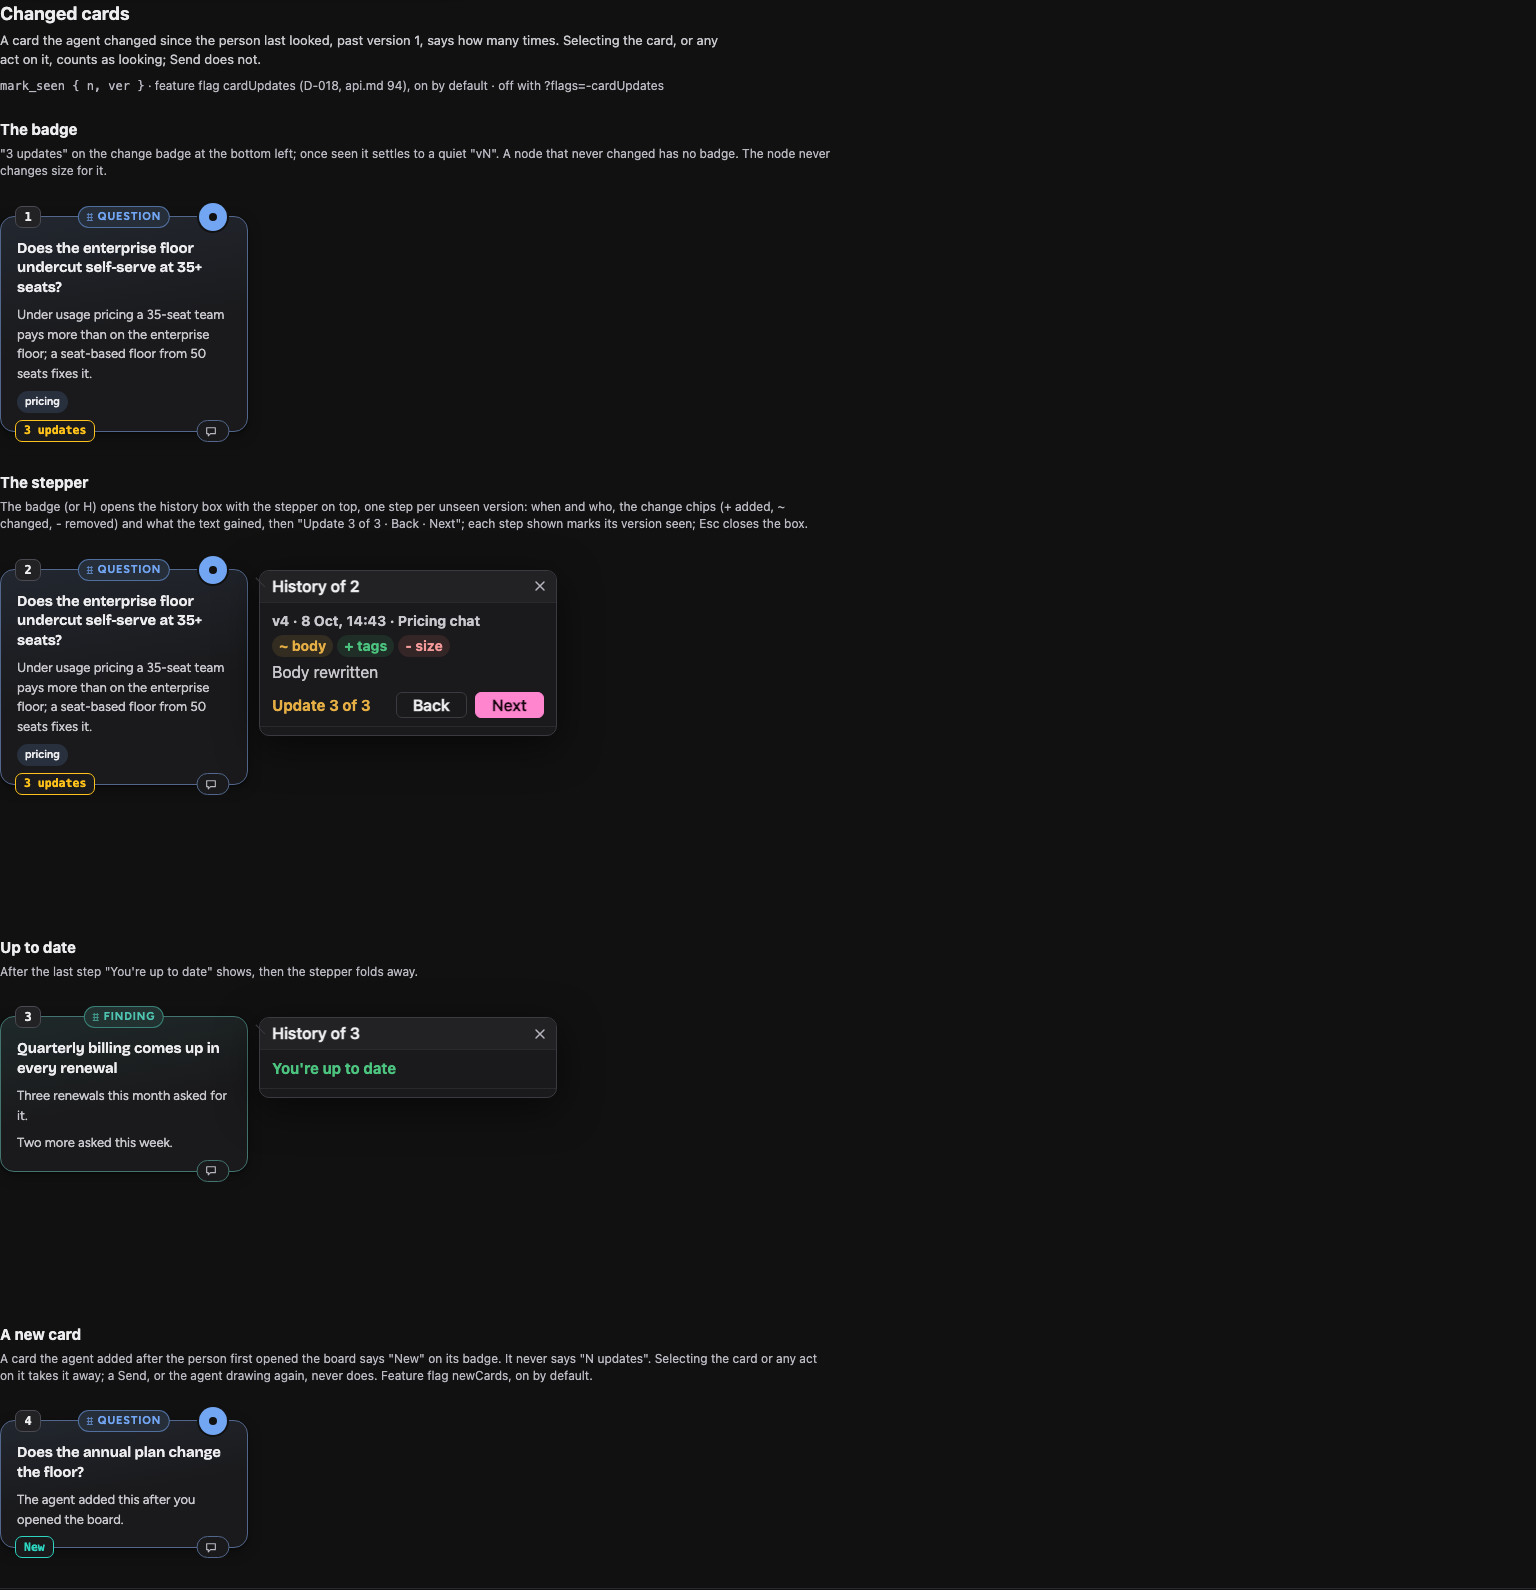 Changed cards
A card the agent changed since the person last looked, past version 1, says how many times. Selecting the card, or any
act on it, counts as looking; Send does not.
mark_seen { n, ver } · feature flag cardUpdates (D-018, api.md 94), on by default · off with ?flags=-cardUpdates
The badge
"3 updates" on the change badge at the bottom left; once seen it settles to a quiet "vN". A node that never changed has no badge. The node never
changes size for it.
1
QUESTION
Does the enterprise floor
undercut self-serve at 35+
seats?
Under usage pricing a 35-seat team
pays more than on the enterprise
floor; a seat-based floor from 50
seats fixes it.
pricing
3 updates
The stepper
The badge (or H) opens the history box with the stepper on top, one step per unseen version: when and who, the change chips (+ added, ~
changed, - removed) and what the text gained, then "Update 3 of 3 · Back · Next"; each step shown marks its version seen; Esc closes the box.
2
QUESTION
Does the enterprise floor
undercut self-serve at 35+
seats?
Under usage pricing a 35-seat team
pays more than on the enterprise
floor; a seat-based floor from 50
seats fixes it.
pricing
3 updates
History of 2
v4 · 8 Oct, 14:43 · Pricing chat
~ body + tags - size
Body rewritten
Update 3 of 3 Back Next
Up to date
After the last step "You're up to date" shows, then the stepper folds away.
3
FINDING
Quarterly billing comes up in
every renewal
Three renewals this month asked for
it.
Two more asked this week.
History of 3
You're up to date
A new card
A card the agent added after the person first opened the board says "New" on its badge. It never says "N updates". Selecting the card or any act
on it takes it away; a Send, or the agent drawing again, never does. Feature flag newCards, on by default.
4
QUESTION
Does the annual plan change
the floor?
The agent added this after you
opened the board.
New